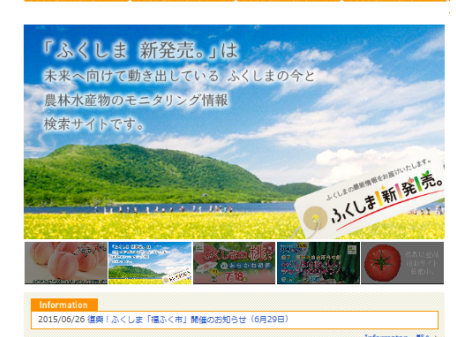 「ふくしま 新発売。」は
未来へ向けて動き出している ふくしまの今と
農林水産物のモニタリング情報
検索サイトです。
ふくしまの最新情報をお届けいたします。
ふくしま新発売。
Information
2015/06/26 復興！ふくしま「福ふく市」開催のお知らせ（6月29日）